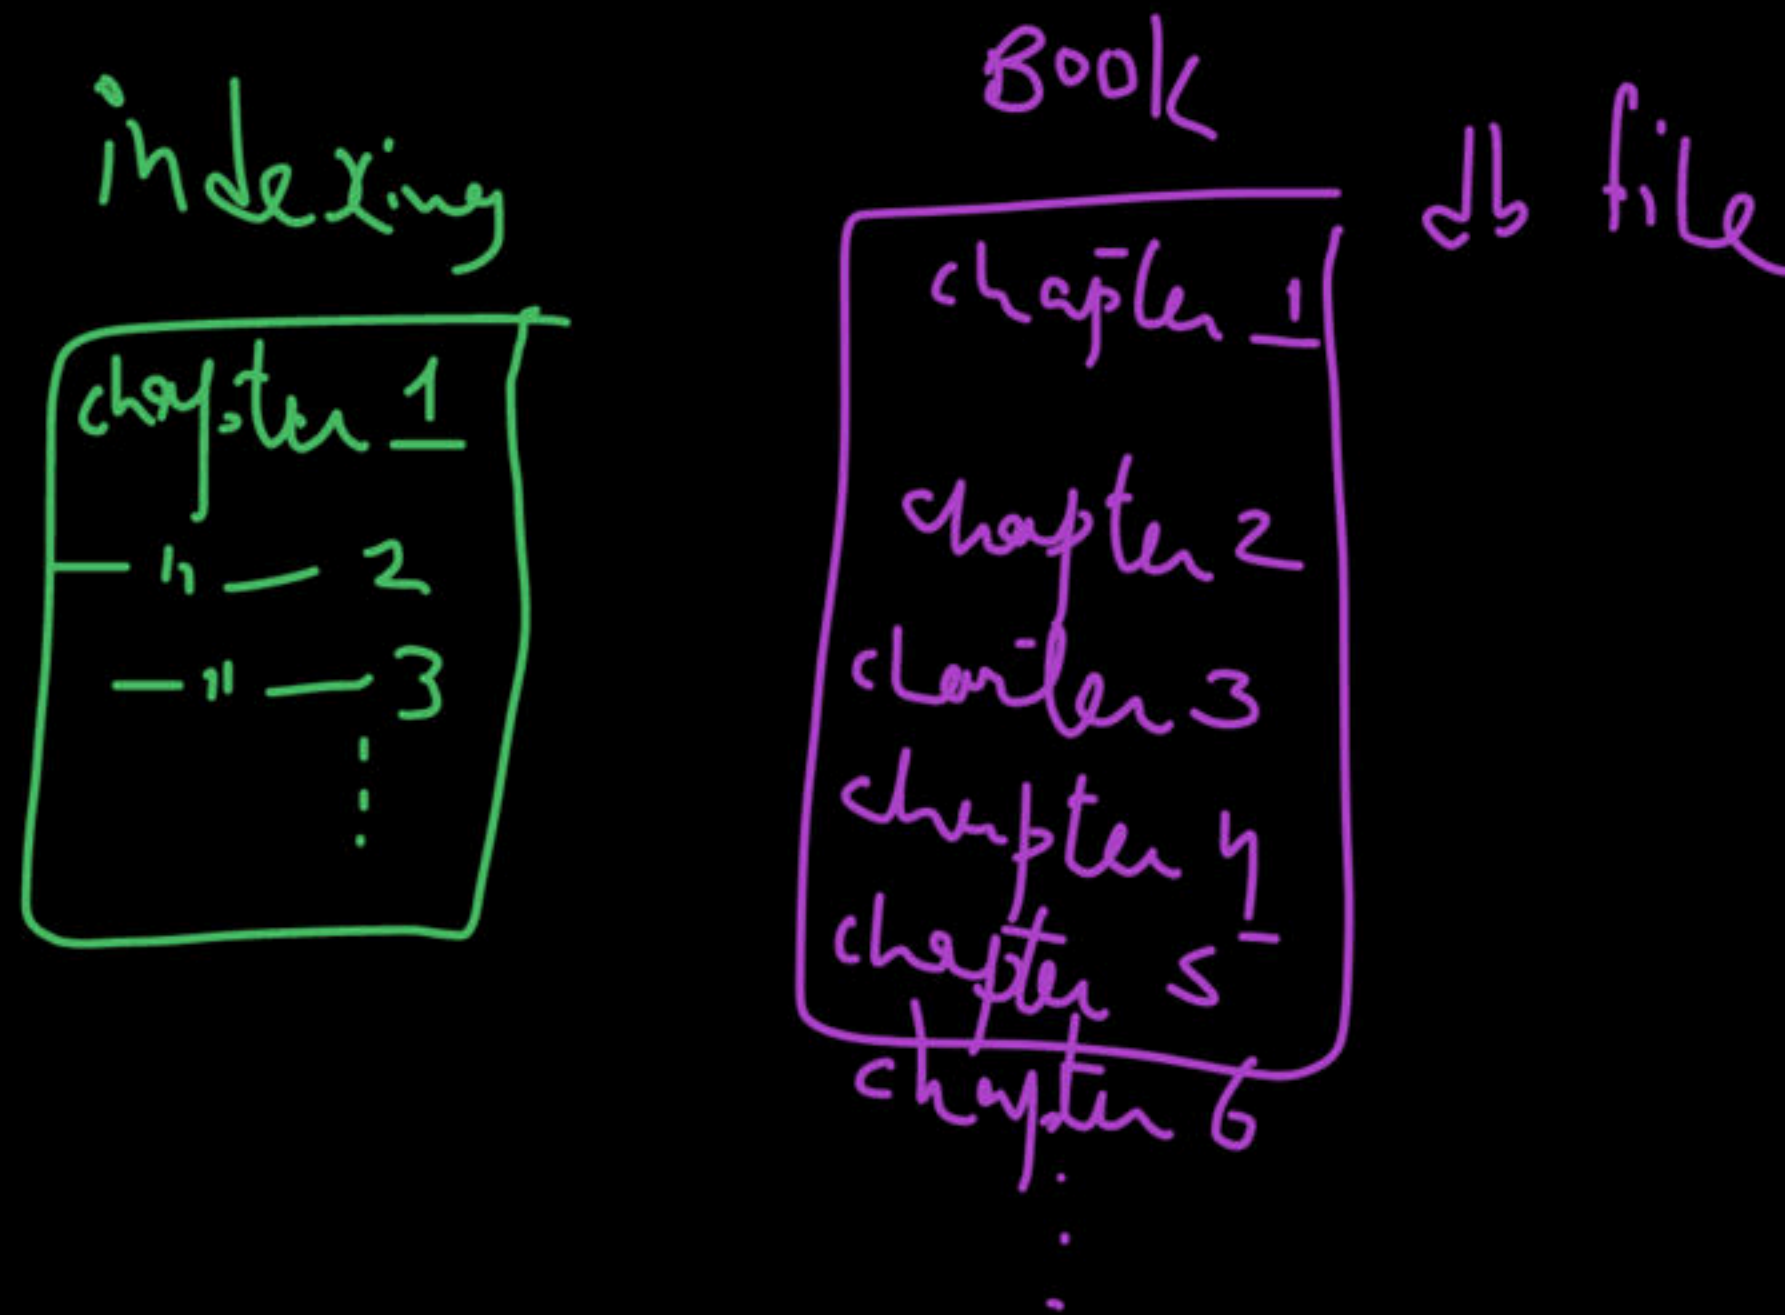 indexing
chapter 1
— " — 2
— " — 3
Book
chapter 1
chapter 2
chapter 3
chapter 4
chapter 5
chapter 6
db file